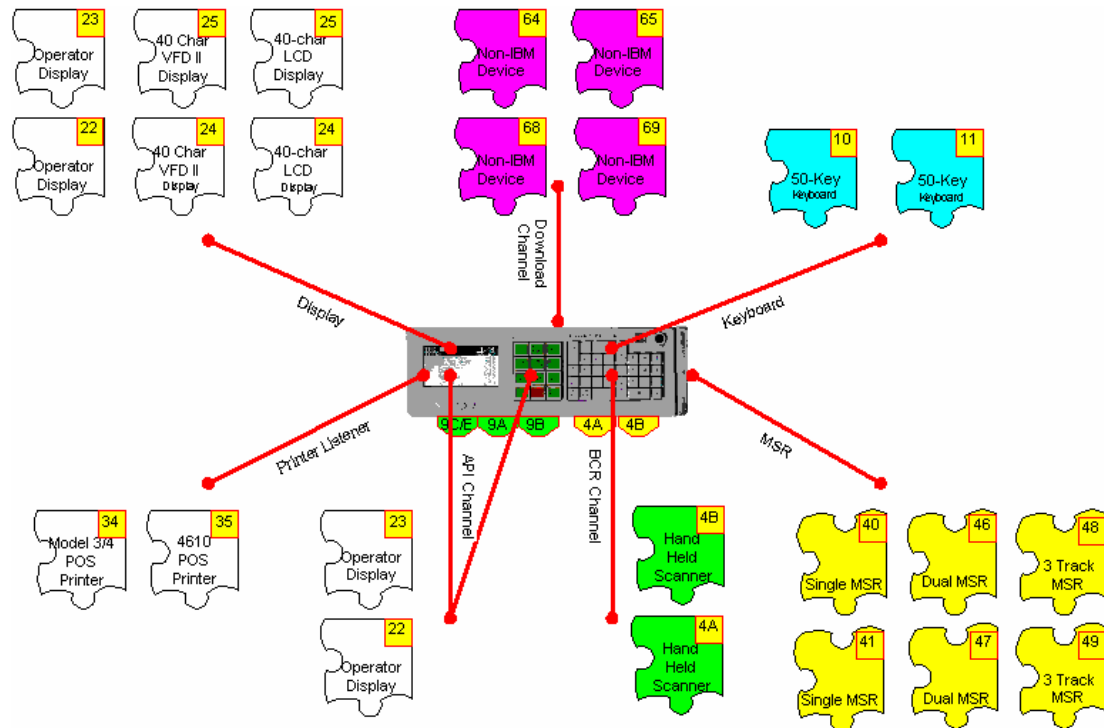 23
Operator
Display
25
40 Char
VFD II
Display
25
40-char
LCD
Display
64
Non-IBM
Device
65
Non-IBM
Device
22
Operator
Display
24
40 Char
VFD II
Display
24
40-char
LCD
Display
68
Non-IBM
Device
69
Non-IBM
Device
10
50-Key
Keyboard
11
50-Key
Keyboard
Download
Channel
Display
Keyboard
9C/E
9A
9B
4A
4B
Printer Listener
API Channel
BCR Channel
MSR
34
Model 3/4
POS
Printer
35
4610
POS
Printer
23
Operator
Display
4B
Hand
Held
Scanner
40
Single MSR
46
Dual MSR
48
3 Track
MSR
22
Operator
Display
4A
Hand
Held
Scanner
41
Single MSR
47
Dual MSR
49
3 Track
MSR